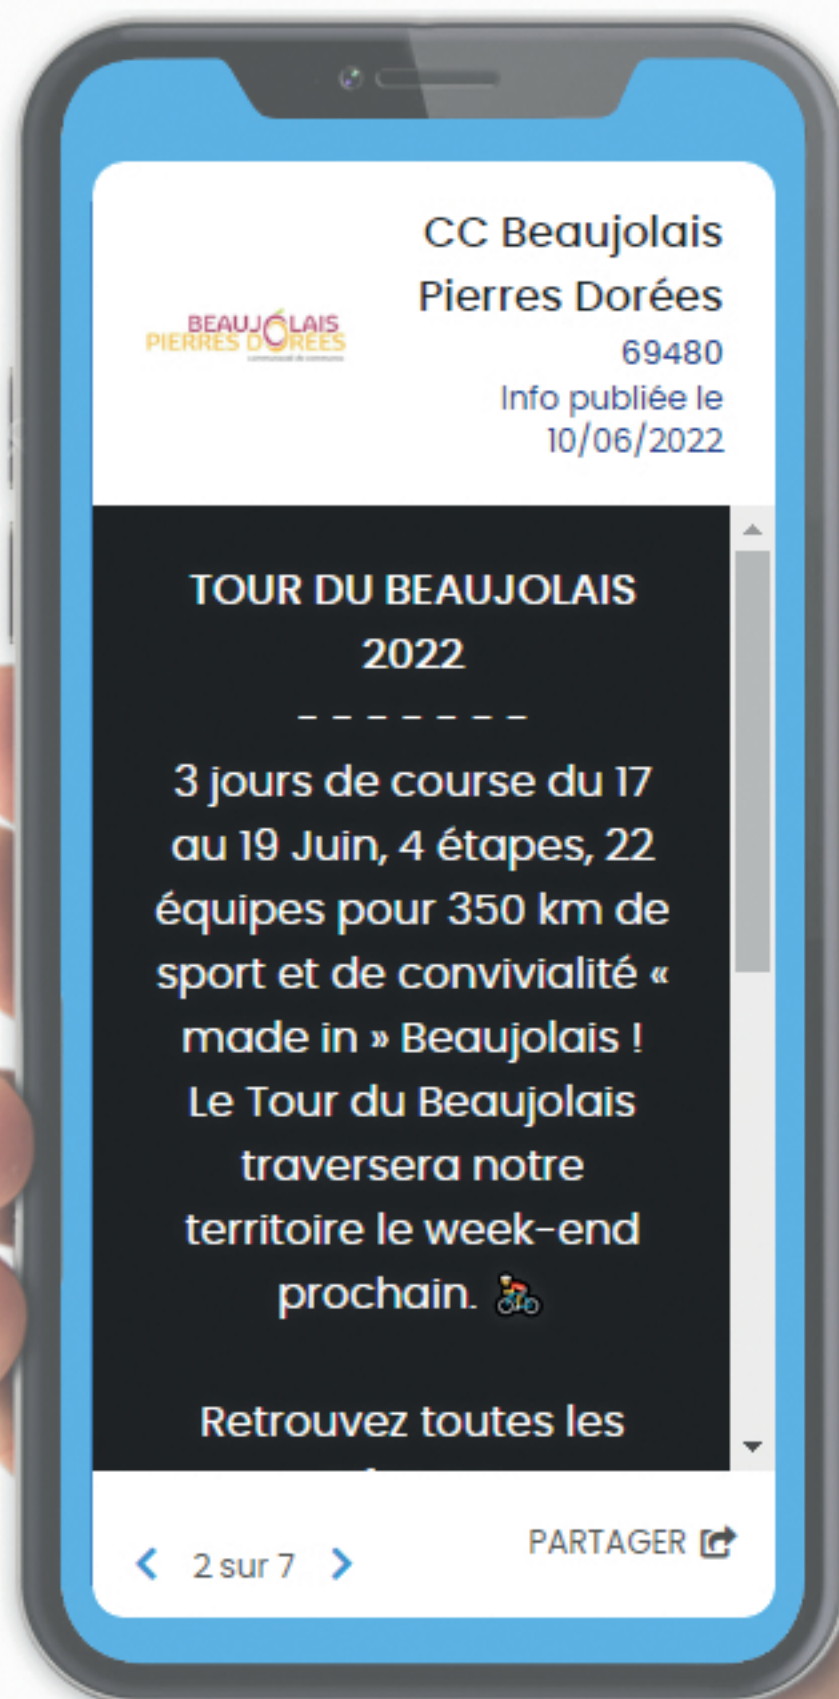 BEAUJOLAIS
PIERRES DORÉES
communauté de communes
CC Beaujolais
Pierres Dorées
69480
Info publiée le
10/06/2022
TOUR DU BEAUJOLAIS
2022
- - - - - - -
3 jours de course du 17
au 19 Juin, 4 étapes, 22
équipes pour 350 km de
sport et de convivialité «
made in » Beaujolais !
Le Tour du Beaujolais
traversera notre
territoire le week-end
prochain. 🚴
Retrouvez toutes les
2 sur 7
PARTAGER